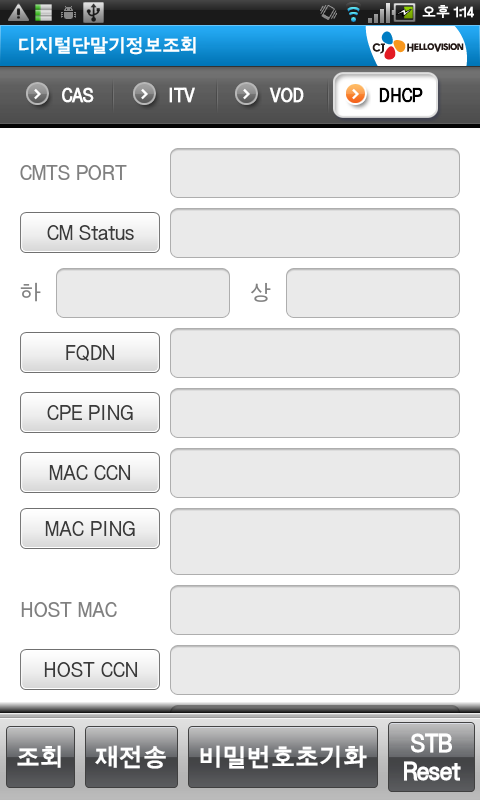 오후 1:14
디지털단말기정보조회
CJ HELLOVISION
CAS ITV VOD DHCP
CMTS PORT
CM Status
하 상
FQDN
CPE PING
MAC CCN
MAC PING
HOST MAC
HOST CCN
조회 재전송 비밀번호초기화 STB
Reset